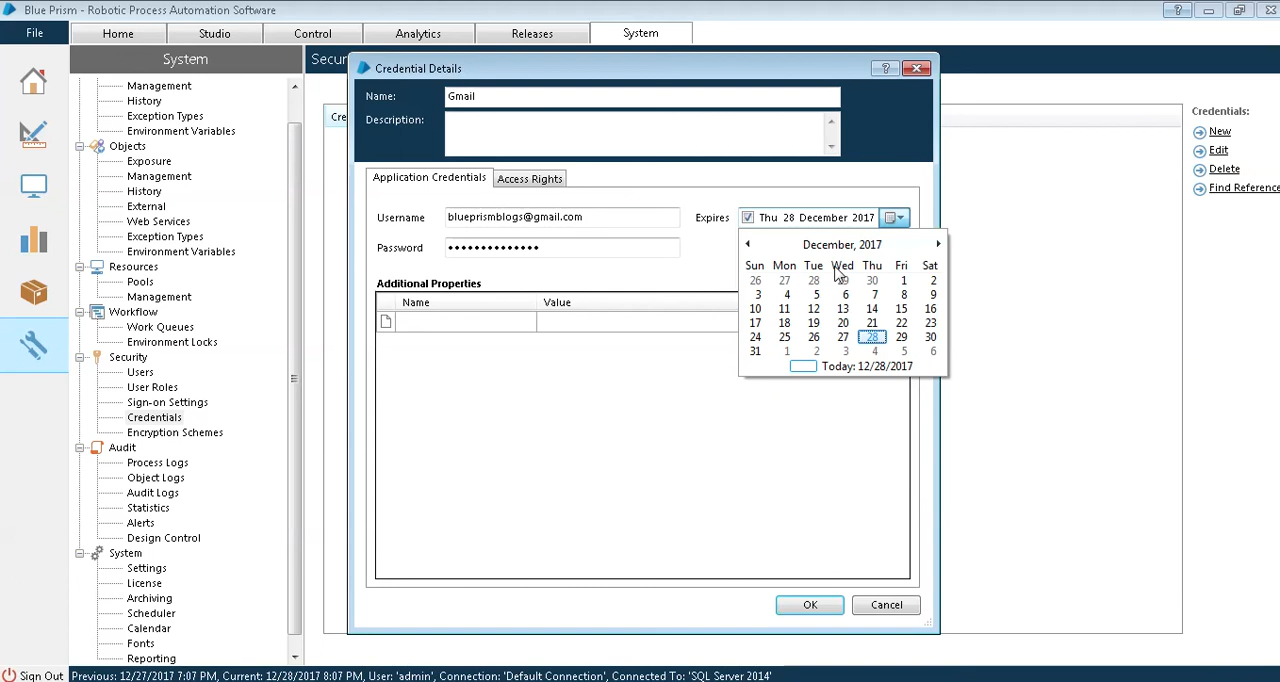 Blue Prism - Robotic Process Automation Software
File
Home
Studio
Control
Analytics
Releases
System
System
Management
History
Exception Types
Environment Variables
Objects
Exposure
Management
History
External
Web Services
Exception Types
Environment Variables
Resources
Pools
Management
Workflow
Work Queues
Environment Locks
Security
Users
User Roles
Sign-on Settings
Credentials
Encryption Schemes
Audit
Process Logs
Object Logs
Audit Logs
Statistics
Alerts
Design Control
System
Settings
License
Archiving
Scheduler
Calendar
Fonts
Reporting
Secur
Cre
Credential Details
Name: Gmail
Description:
Application Credentials
Access Rights
Username blueprismblogs@gmail.com
Expires Thu 28 December 2017
Password ••••••••••••••
Additional Properties
Name Value
December, 2017
Sun Mon Tue Wed Thu Fri Sat
26 27 28 29 30 1 2
3 4 5 6 7 8 9
10 11 12 13 14 15 16
17 18 19 20 21 22 23
24 25 26 27 28 29 30
31 1 2 3 4 5 6
Today: 12/28/2017
OK
Cancel
Credentials:
New
Edit
Delete
Find Reference
Sign Out
Previous: 12/27/2017 7:07 PM, Current: 12/28/2017 8:07 PM, User: 'admin', Connection: 'Default Connection', Connected To: 'SQL Server 2014'